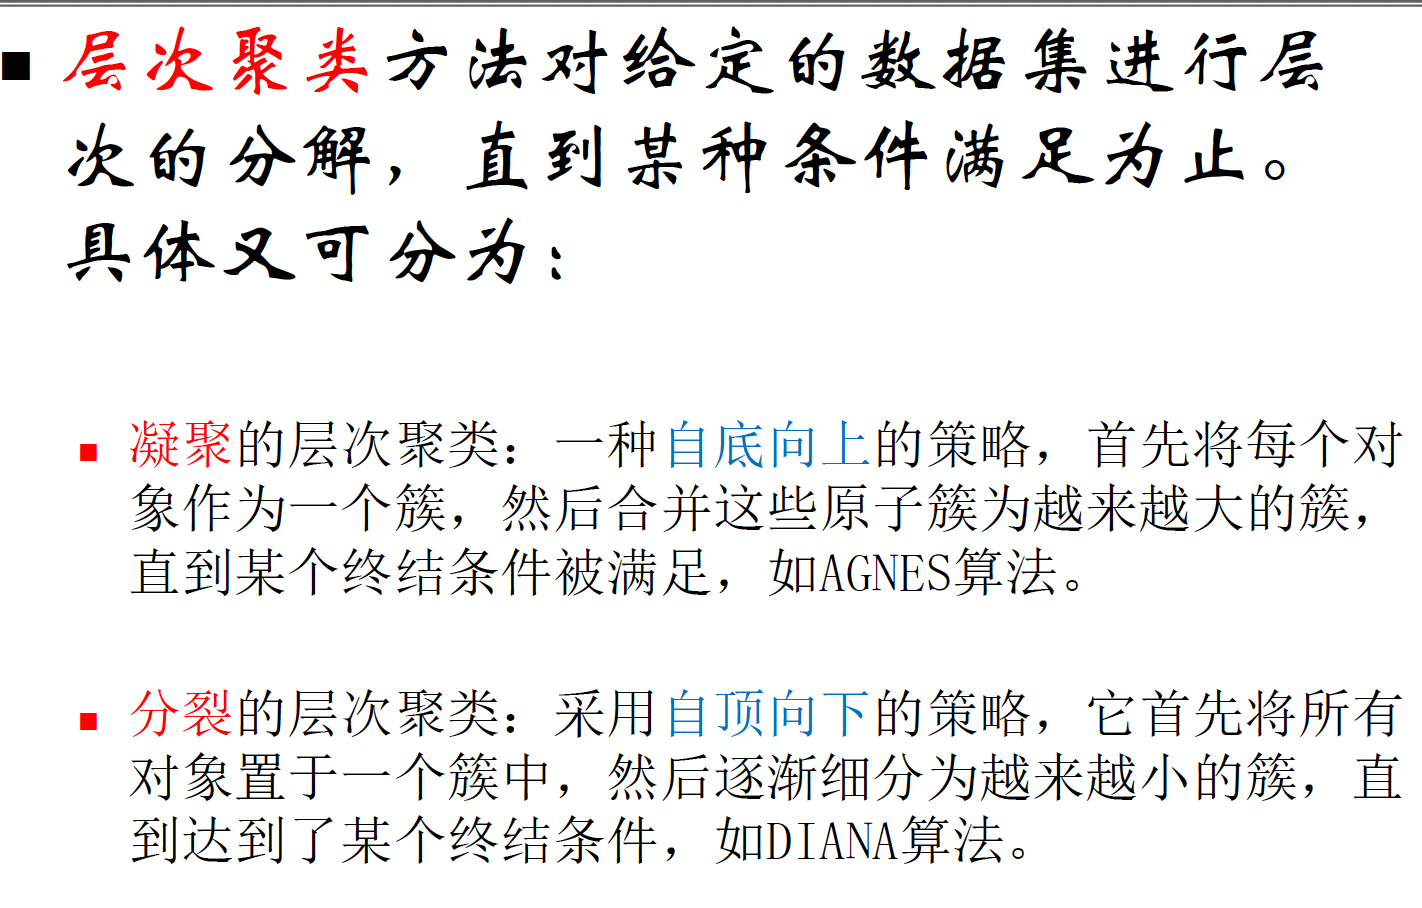 ■ 层次聚类方法对给定的数据集进行层
次的分解，直到某种条件满足为止。
具体又可分为：
■ 凝聚的层次聚类：一种自底向上的策略，首先将每个对
象作为一个簇，然后合并这些原子簇为越来越大的簇，
直到某个终结条件被满足，如AGNES算法。
■ 分裂的层次聚类：采用自顶向下的策略，它首先将所有
对象置于一个簇中，然后逐渐细分为越来越小的簇，直
到达到了某个终结条件，如DIANA算法。